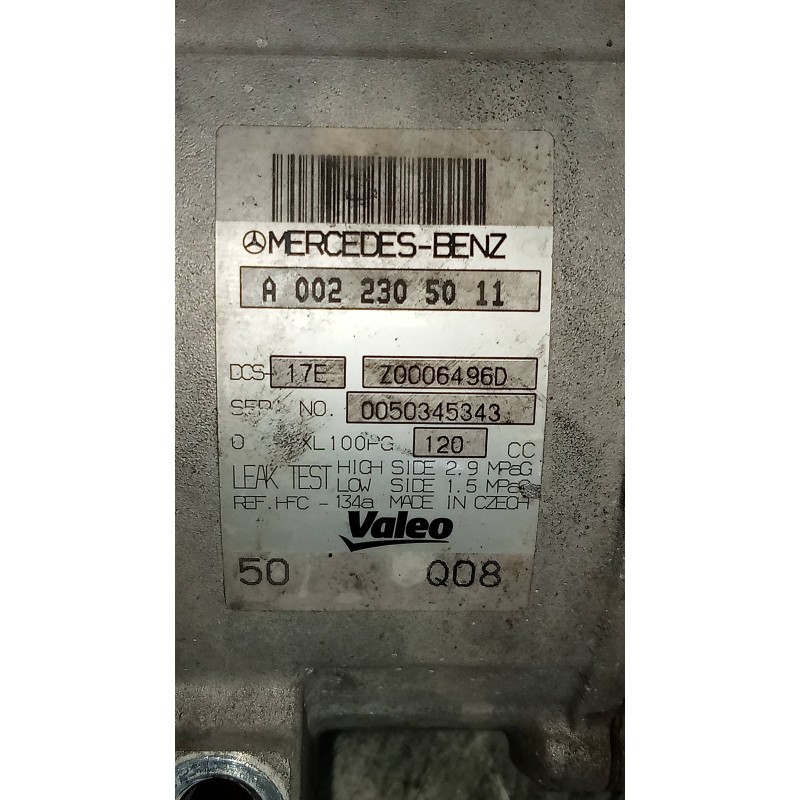 MERCEDES-BENZ
A 002 230 50 11
DCS- 17E Z0006496D
NO. 0050345343
XL100PG 120 CC
LEAK TEST HIGH SIDE 2.9 MPaG
LOW SIDE 1.5 MPaG
REF. HFC - 134a MADE IN CZECH
Valeo
50 Q08